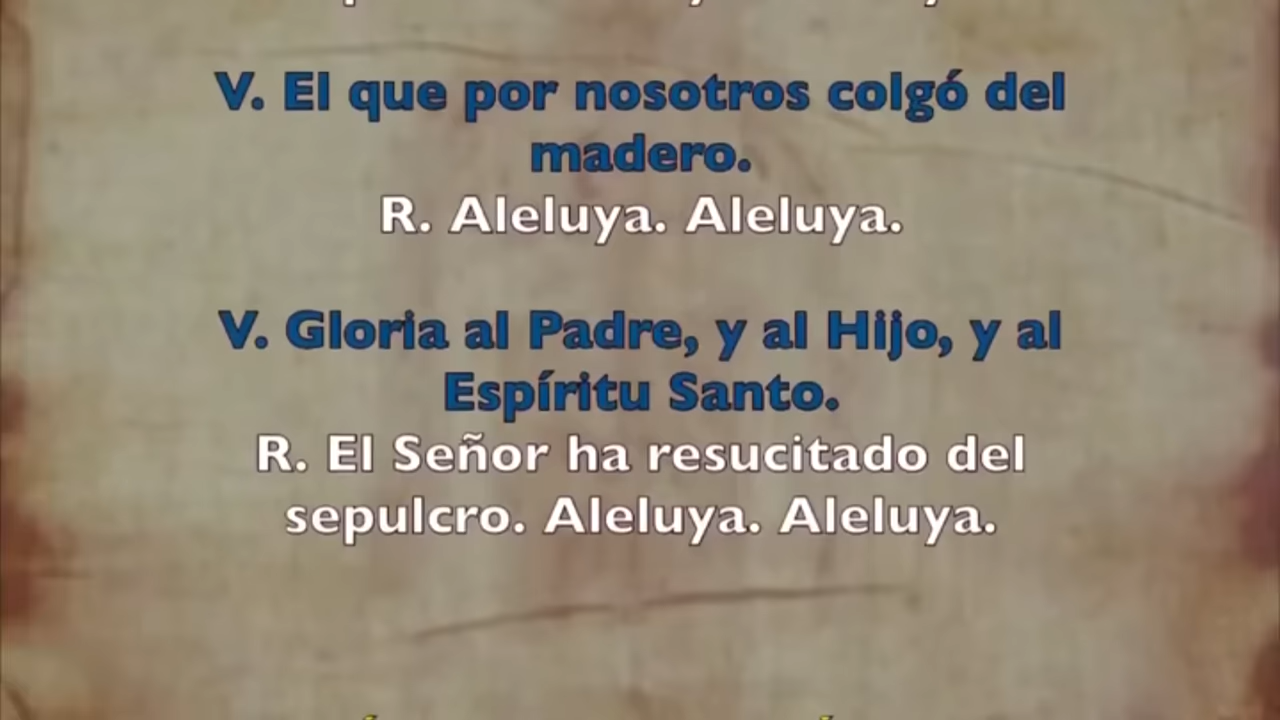 V. El que por nosotros colgó del
madero.
R. Aleluya. Aleluya.
V. Gloria al Padre, y al Hijo, y al
Espíritu Santo.
R. El Señor ha resucitado del
sepulcro. Aleluya. Aleluya.